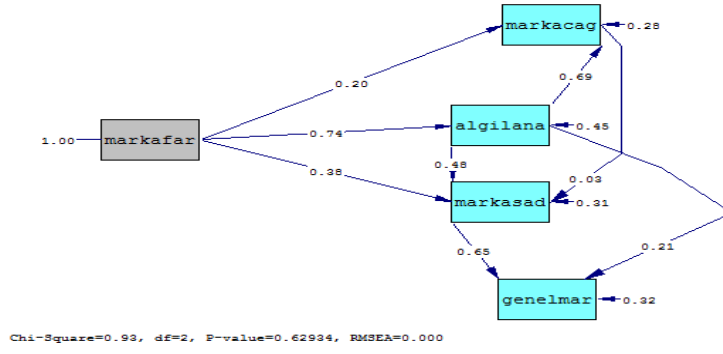 markacag
0.28
0.20
0.69
1.00
markafar
0.74
algilana
0.45
0.38
0.48
0.03
markasad
0.31
0.65
0.21
genelmar
0.32
Chi-Square=0.93, df=2, P-value=0.62934, RMSEA=0.000